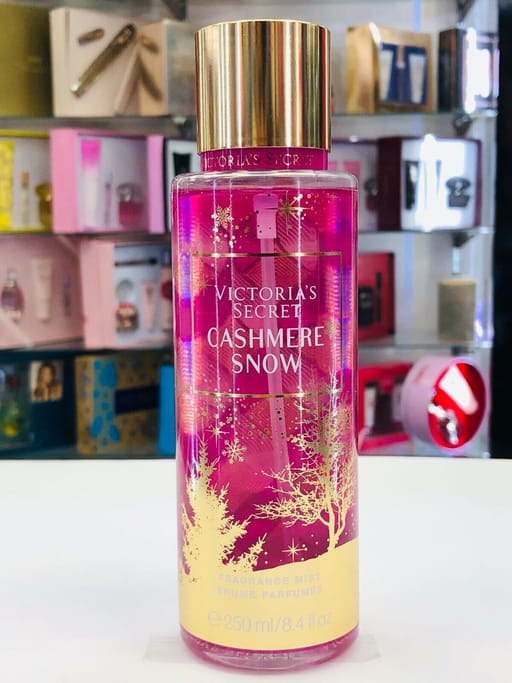 VICTORIA'S SECRET
VICTORIA'S
SECRET
CASHMERE
SNOW
FRAGRANCE MIST
BRUME PARFUMÉE
℮ 250 ml/8.4 fl oz